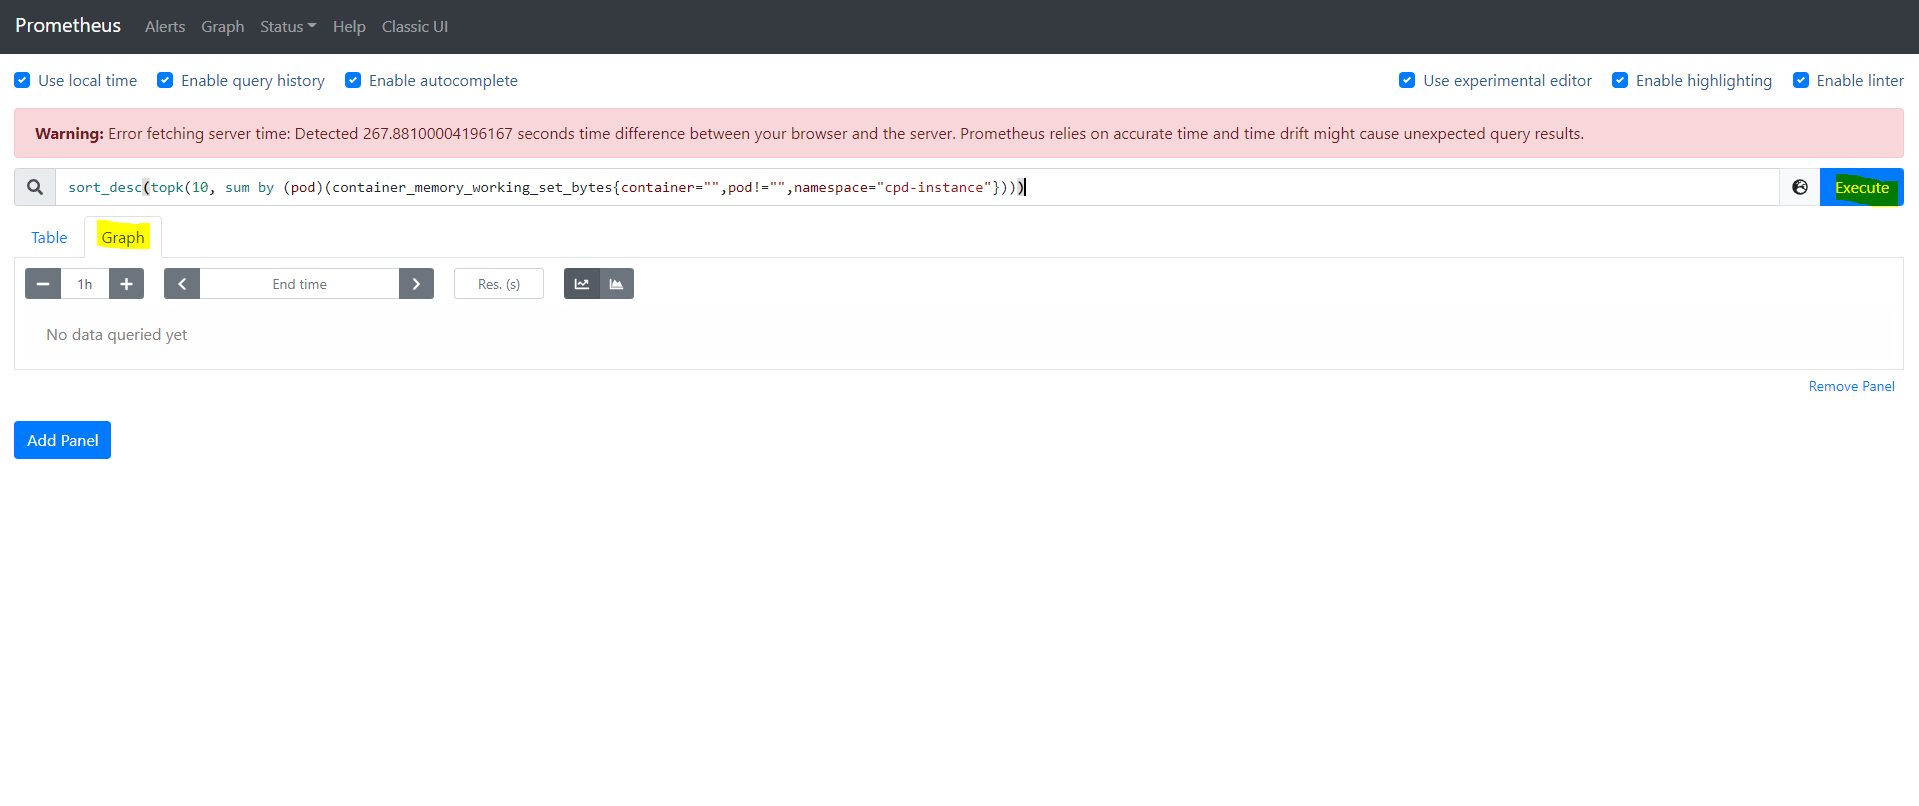 Prometheus Alerts Graph Status Help Classic UI
Use local time Enable query history Enable autocomplete Use experimental editor Enable highlighting Enable linter
Warning: Error fetching server time: Detected 267.88100004196167 seconds time difference between your browser and the server. Prometheus relies on accurate time and time drift might cause unexpected query results.
sort_desc(topk(10, sum by (pod)(container_memory_working_set_bytes{container="",pod!="",namespace="cpd-instance"}))) Execute
Table Graph
1h End time Res. (s)
No data queried yet
Remove Panel
Add Panel